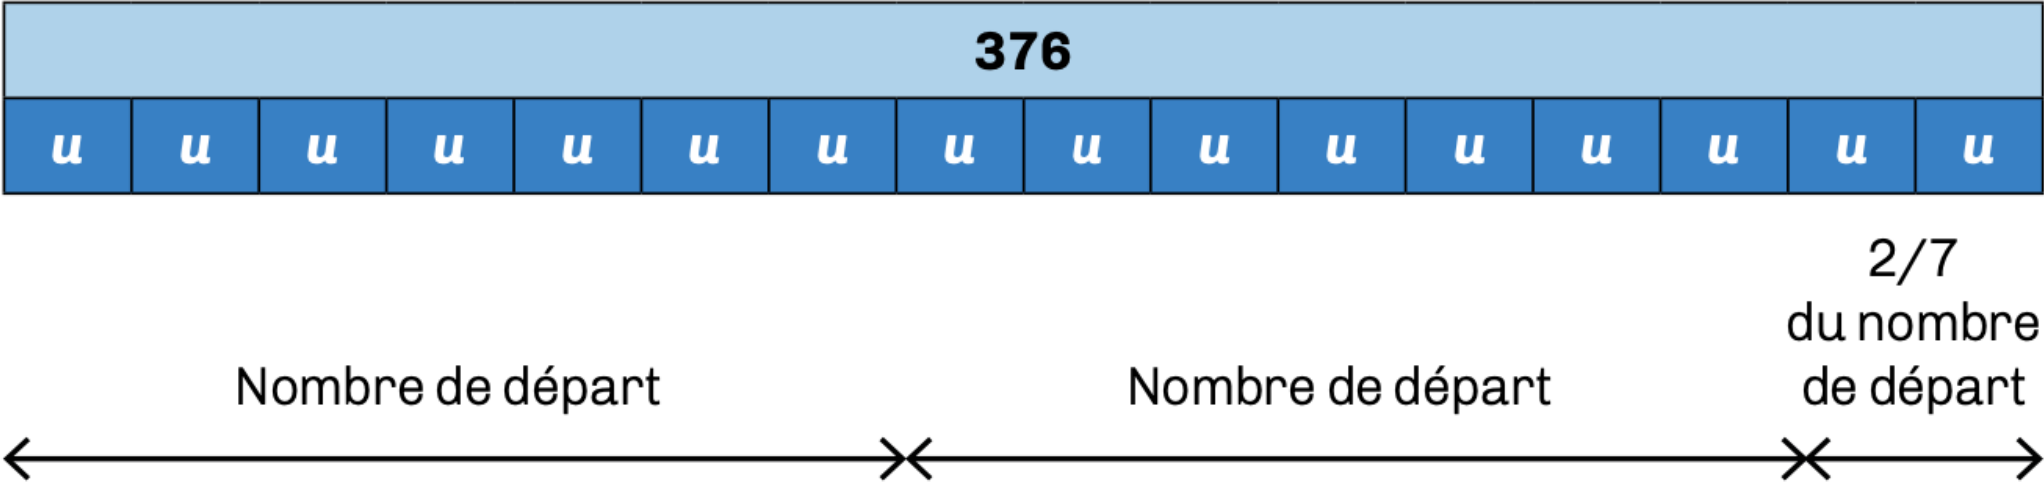 376
u u u u u u u u u u u u u u u u
2/7
du nombre
Nombre de départ Nombre de départ de départ